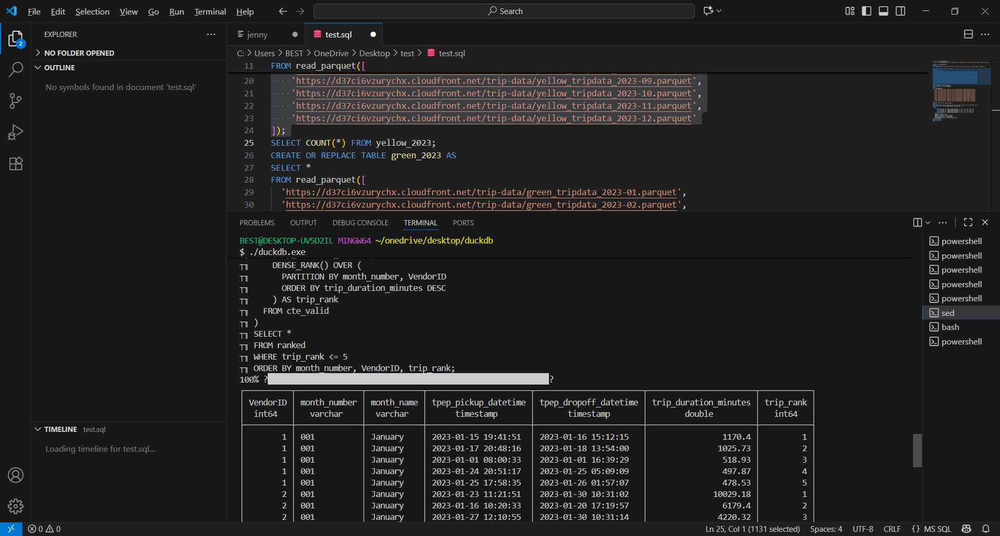 File Edit Selection View Go Run Terminal Help
Search
EXPLORER
2
NO FOLDER OPENED
OUTLINE
No symbols found in document 'test.sql'
TIMELINE test.sql
Loading timeline for test.sql...
jenny
test.sql
C: > Users > BEST > OneDrive > Desktop > test > test.sql
11 FROM read_parquet([
20 'https://d37ci6vzurychx.cloudfront.net/trip-data/yellow_tripdata_2023-09.parquet',
21 'https://d37ci6vzurychx.cloudfront.net/trip-data/yellow_tripdata_2023-10.parquet',
22 'https://d37ci6vzurychx.cloudfront.net/trip-data/yellow_tripdata_2023-11.parquet',
23 'https://d37ci6vzurychx.cloudfront.net/trip-data/yellow_tripdata_2023-12.parquet'
24 ]);
25 SELECT COUNT(*) FROM yellow_2023;
26 CREATE OR REPLACE TABLE green_2023 AS
27 SELECT *
28 FROM read_parquet([
29 'https://d37ci6vzurychx.cloudfront.net/trip-data/green_tripdata_2023-01.parquet',
30 'https://d37ci6vzurychx.cloudfront.net/trip-data/green_tripdata_2023-02.parquet',
PROBLEMS OUTPUT DEBUG CONSOLE TERMINAL PORTS
BEST@DESKTOP-UV5D2IL MINGW64 ~/onedrive/desktop/duckdb
$ ./duckdb.exe
DENSE_RANK() OVER (
PARTITION BY month_number, VendorID
ORDER BY trip_duration_minutes DESC
) AS trip_rank
FROM cte_valid
)
SELECT *
FROM ranked
WHERE trip_rank <= 5
ORDER BY month_number, VendorID, trip_rank;
100% ? ?
VendorID month_number month_name tpep_pickup_datetime tpep_dropoff_datetime trip_duration_minutes trip_rank
int64 varchar varchar timestamp timestamp double int64
1 001 January 2023-01-15 19:41:51 2023-01-16 15:12:15 1170.4 1
1 001 January 2023-01-17 20:48:16 2023-01-18 13:54:00 1025.73 2
1 001 January 2023-01-01 08:00:33 2023-01-01 16:39:29 518.93 3
1 001 January 2023-01-24 20:51:17 2023-01-25 05:09:09 497.87 4
1 001 January 2023-01-25 17:58:35 2023-01-26 01:57:07 478.53 5
2 001 January 2023-01-23 11:21:51 2023-01-30 10:31:02 10029.18 1
2 001 January 2023-01-16 10:20:33 2023-01-20 17:19:57 6179.4 2
2 001 January 2023-01-27 12:10:55 2023-01-30 10:31:14 4220.32 3
powershell
powershell
powershell
powershell
powershell
sed
bash
powershell
0 0
Ln 25, Col 1 (1131 selected) Spaces: 4 UTF-8 CRLF {} MS SQL